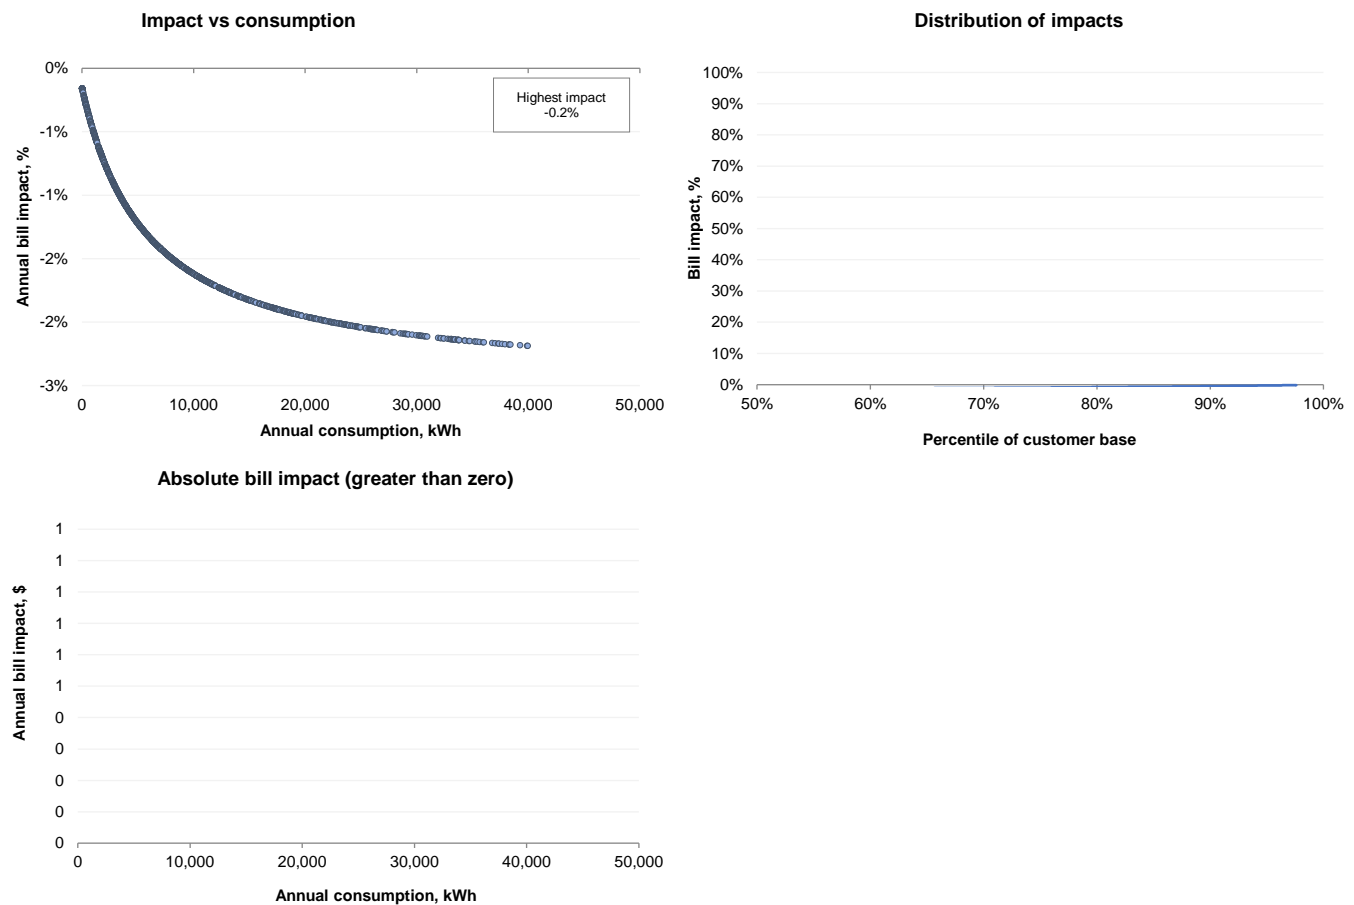 Impact vs consumption
0%
-1%
-1%
-2%
-2%
-3%
Annual bill impact, %
Highest impact
-0.2%
0 10,000 20,000 30,000 40,000 50,000
Annual consumption, kWh
Distribution of impacts
100%
90%
80%
70%
60%
50%
40%
30%
20%
10%
0%
Bill impact, %
50% 60% 70% 80% 90% 100%
Percentile of customer base
Absolute bill impact (greater than zero)
1
1
1
1
1
1
0
0
0
0
0
Annual bill impact, $
0 10,000 20,000 30,000 40,000 50,000
Annual consumption, kWh